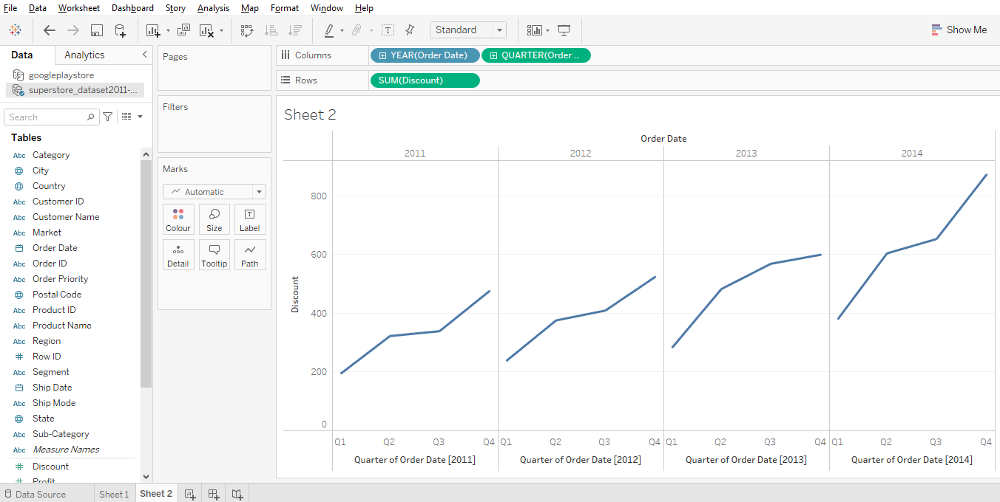 File Data Worksheet Dashboard Story Analysis Map Format Window Help
Standard
Show Me
Data Analytics
googleplaystore
superstore_dataset2011-...
Search
Tables
Abc Category
City
Country
Abc Customer ID
Abc Customer Name
Abc Market
Order Date
Abc Order ID
Abc Order Priority
Postal Code
Abc Product ID
Abc Product Name
Abc Region
# Row ID
Abc Segment
Ship Date
Abc Ship Mode
State
Abc Sub-Category
Abc Measure Names
# Discount
# Profit
Pages
Filters
Marks
Automatic
Colour Size Label
Detail Tooltip Path
Columns YEAR(Order Date) QUARTER(Order ..
Rows SUM(Discount)
Sheet 2
Order Date
2011 2012 2013 2014
Discount
800
600
400
200
0
Q1 Q2 Q3 Q4 Q1 Q2 Q3 Q4 Q1 Q2 Q3 Q4 Q1 Q2 Q3 Q4
Quarter of Order Date [2011] Quarter of Order Date [2012] Quarter of Order Date [2013] Quarter of Order Date [2014]
Data Source Sheet 1 Sheet 2